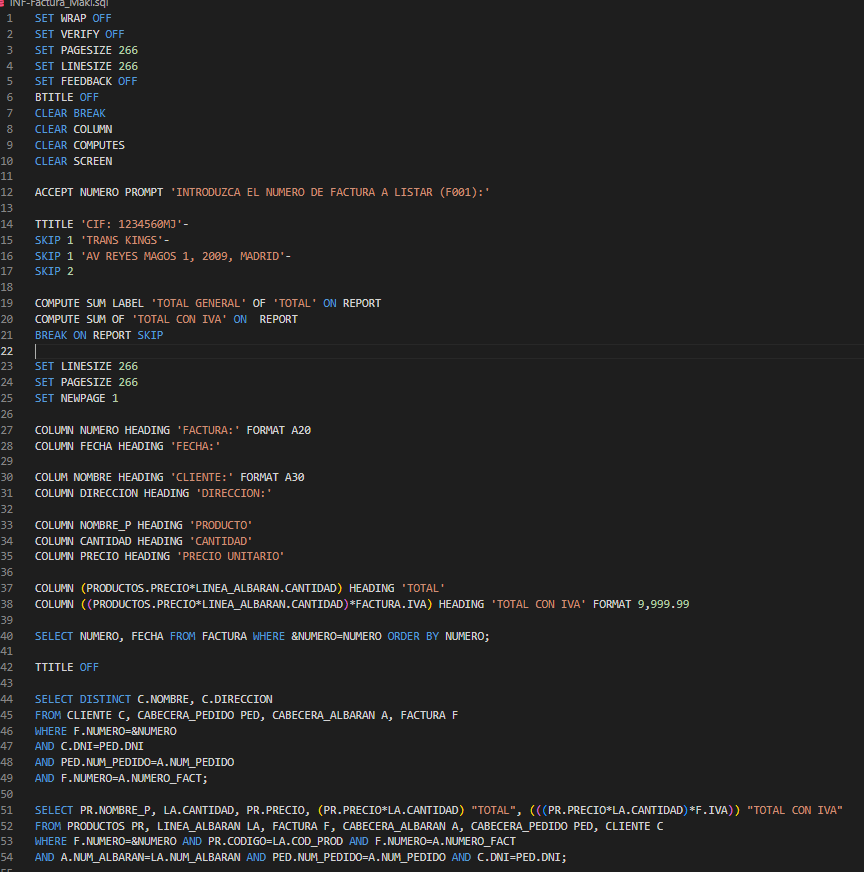 INF-Factura_Maki.sql
1 SET WRAP OFF
2 SET VERIFY OFF
3 SET PAGESIZE 266
4 SET LINESIZE 266
5 SET FEEDBACK OFF
6 BTITLE OFF
7 CLEAR BREAK
8 CLEAR COLUMN
9 CLEAR COMPUTES
10 CLEAR SCREEN
11
12 ACCEPT NUMERO PROMPT 'INTRODUZCA EL NUMERO DE FACTURA A LISTAR (F001):'
13
14 TTITLE 'CIF: 1234560MJ'-
15 SKIP 1 'TRANS KINGS'-
16 SKIP 1 'AV REYES MAGOS 1, 2009, MADRID'-
17 SKIP 2
18
19 COMPUTE SUM LABEL 'TOTAL GENERAL' OF 'TOTAL' ON REPORT
20 COMPUTE SUM OF 'TOTAL CON IVA' ON  REPORT
21 BREAK ON REPORT SKIP
22
23 SET LINESIZE 266
24 SET PAGESIZE 266
25 SET NEWPAGE 1
26
27 COLUMN NUMERO HEADING 'FACTURA:' FORMAT A20
28 COLUMN FECHA HEADING 'FECHA:'
29
30 COLUM NOMBRE HEADING 'CLIENTE:' FORMAT A30
31 COLUMN DIRECCION HEADING 'DIRECCION:'
32
33 COLUMN NOMBRE_P HEADING 'PRODUCTO'
34 COLUMN CANTIDAD HEADING 'CANTIDAD'
35 COLUMN PRECIO HEADING 'PRECIO UNITARIO'
36
37 COLUMN (PRODUCTOS.PRECIO*LINEA_ALBARAN.CANTIDAD) HEADING 'TOTAL'
38 COLUMN ((PRODUCTOS.PRECIO*LINEA_ALBARAN.CANTIDAD)*FACTURA.IVA) HEADING 'TOTAL CON IVA' FORMAT 9,999.99
39
40 SELECT NUMERO, FECHA FROM FACTURA WHERE &NUMERO=NUMERO ORDER BY NUMERO;
41
42 TTITLE OFF
43
44 SELECT DISTINCT C.NOMBRE, C.DIRECCION
45 FROM CLIENTE C, CABECERA_PEDIDO PED, CABECERA_ALBARAN A, FACTURA F
46 WHERE F.NUMERO=&NUMERO
47 AND C.DNI=PED.DNI
48 AND PED.NUM_PEDIDO=A.NUM_PEDIDO
49 AND F.NUMERO=A.NUMERO_FACT;
50
51 SELECT PR.NOMBRE_P, LA.CANTIDAD, PR.PRECIO, (PR.PRECIO*LA.CANTIDAD) "TOTAL", (((PR.PRECIO*LA.CANTIDAD)*F.IVA)) "TOTAL CON IVA"
52 FROM PRODUCTOS PR, LINEA_ALBARAN LA, FACTURA F, CABECERA_ALBARAN A, CABECERA_PEDIDO PED, CLIENTE C
53 WHERE F.NUMERO=&NUMERO AND PR.CODIGO=LA.COD_PROD AND F.NUMERO=A.NUMERO_FACT
54 AND A.NUM_ALBARAN=LA.NUM_ALBARAN AND PED.NUM_PEDIDO=A.NUM_PEDIDO AND C.DNI=PED.DNI;
55